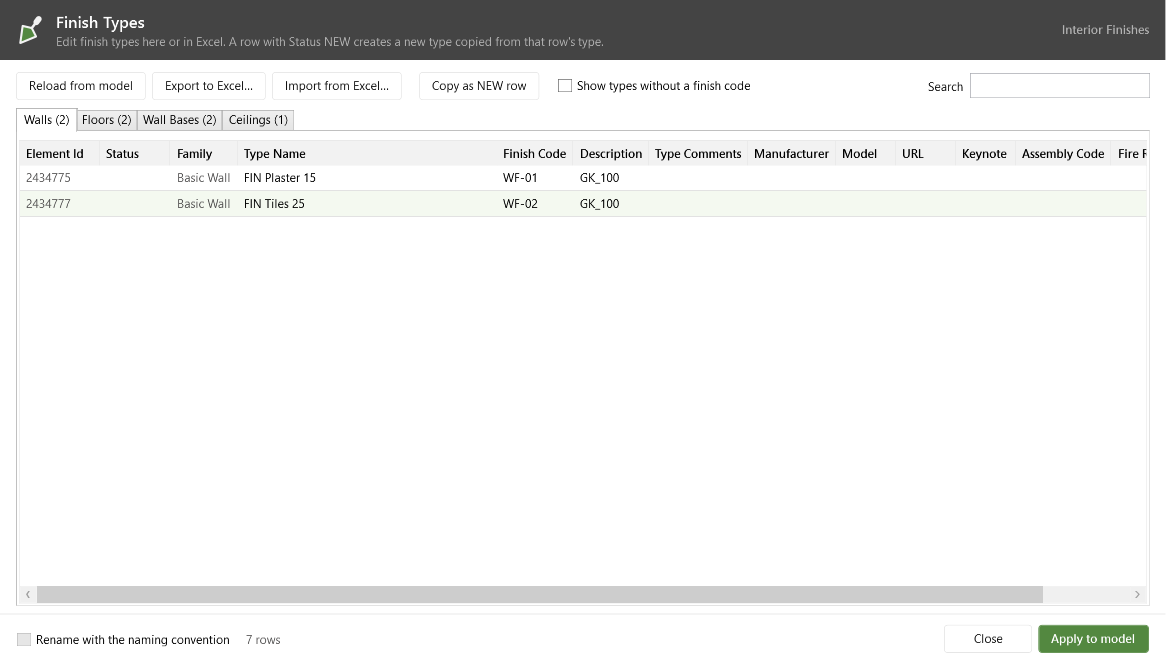 Finish Types
Edit finish types here or in Excel. A row with Status NEW creates a new type copied from that row's type.
Interior Finishes
Reload from model Export to Excel... Import from Excel... Copy as NEW row Show types without a finish code Search
Walls (2) Floors (2) Wall Bases (2) Ceilings (1)
Element Id Status Family Type Name Finish Code Description Type Comments Manufacturer Model URL Keynote Assembly Code Fire
2434775 Basic Wall FIN Plaster 15 WF-01 GK_100
2434777 Basic Wall FIN Tiles 25 WF-02 GK_100
Rename with the naming convention 7 rows Close Apply to model